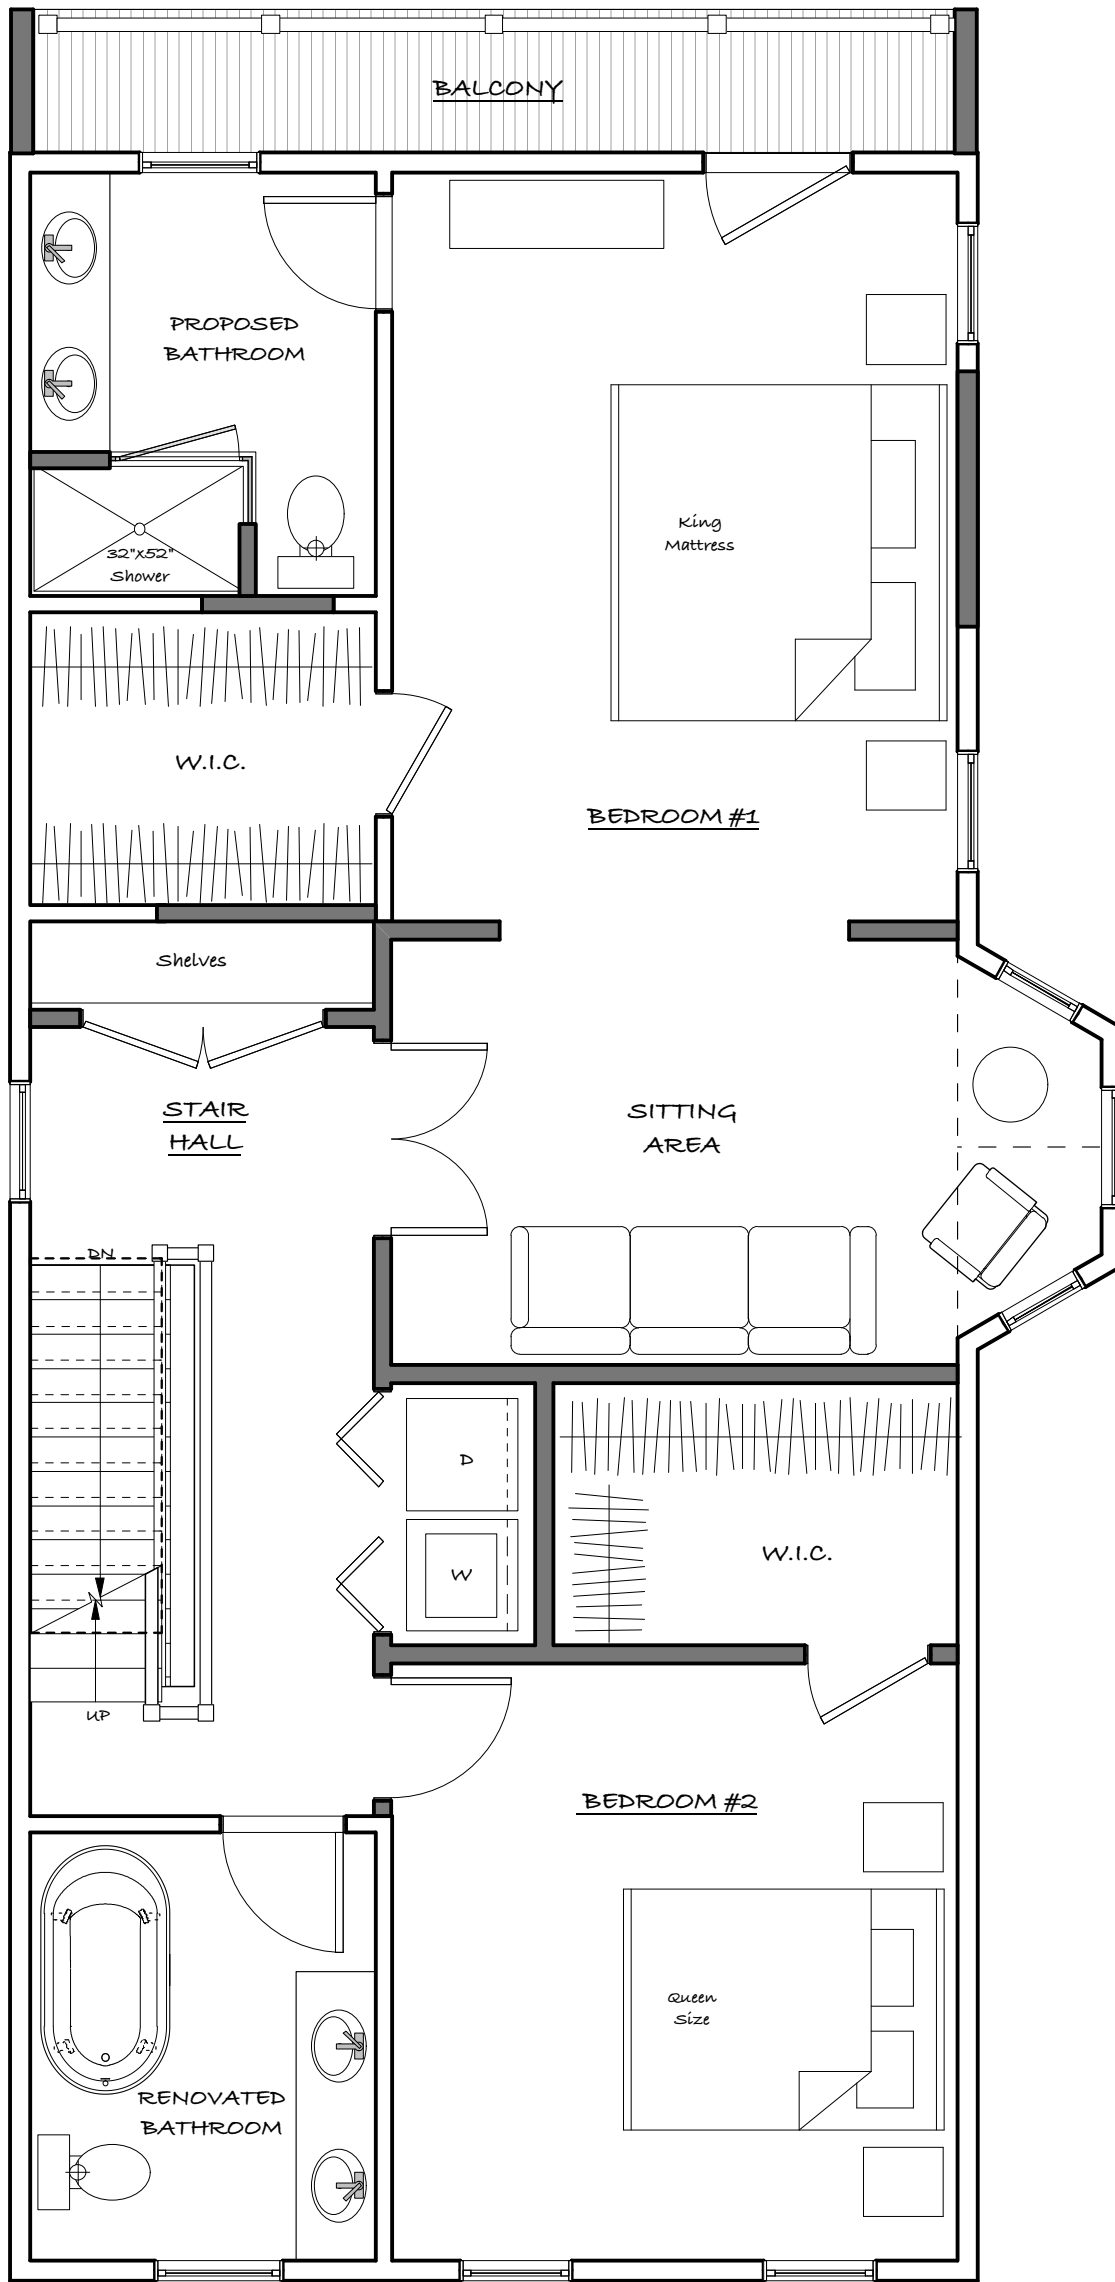 BALCONY
PROPOSED
BATHROOM
King
Mattress
32"x52"
Shower
W.I.C.
BEDROOM #1
Shelves
STAIR
HALL
SITTING
AREA
DN
D
W
W.I.C.
UP
BEDROOM #2
Queen
Size
RENOVATED
BATHROOM